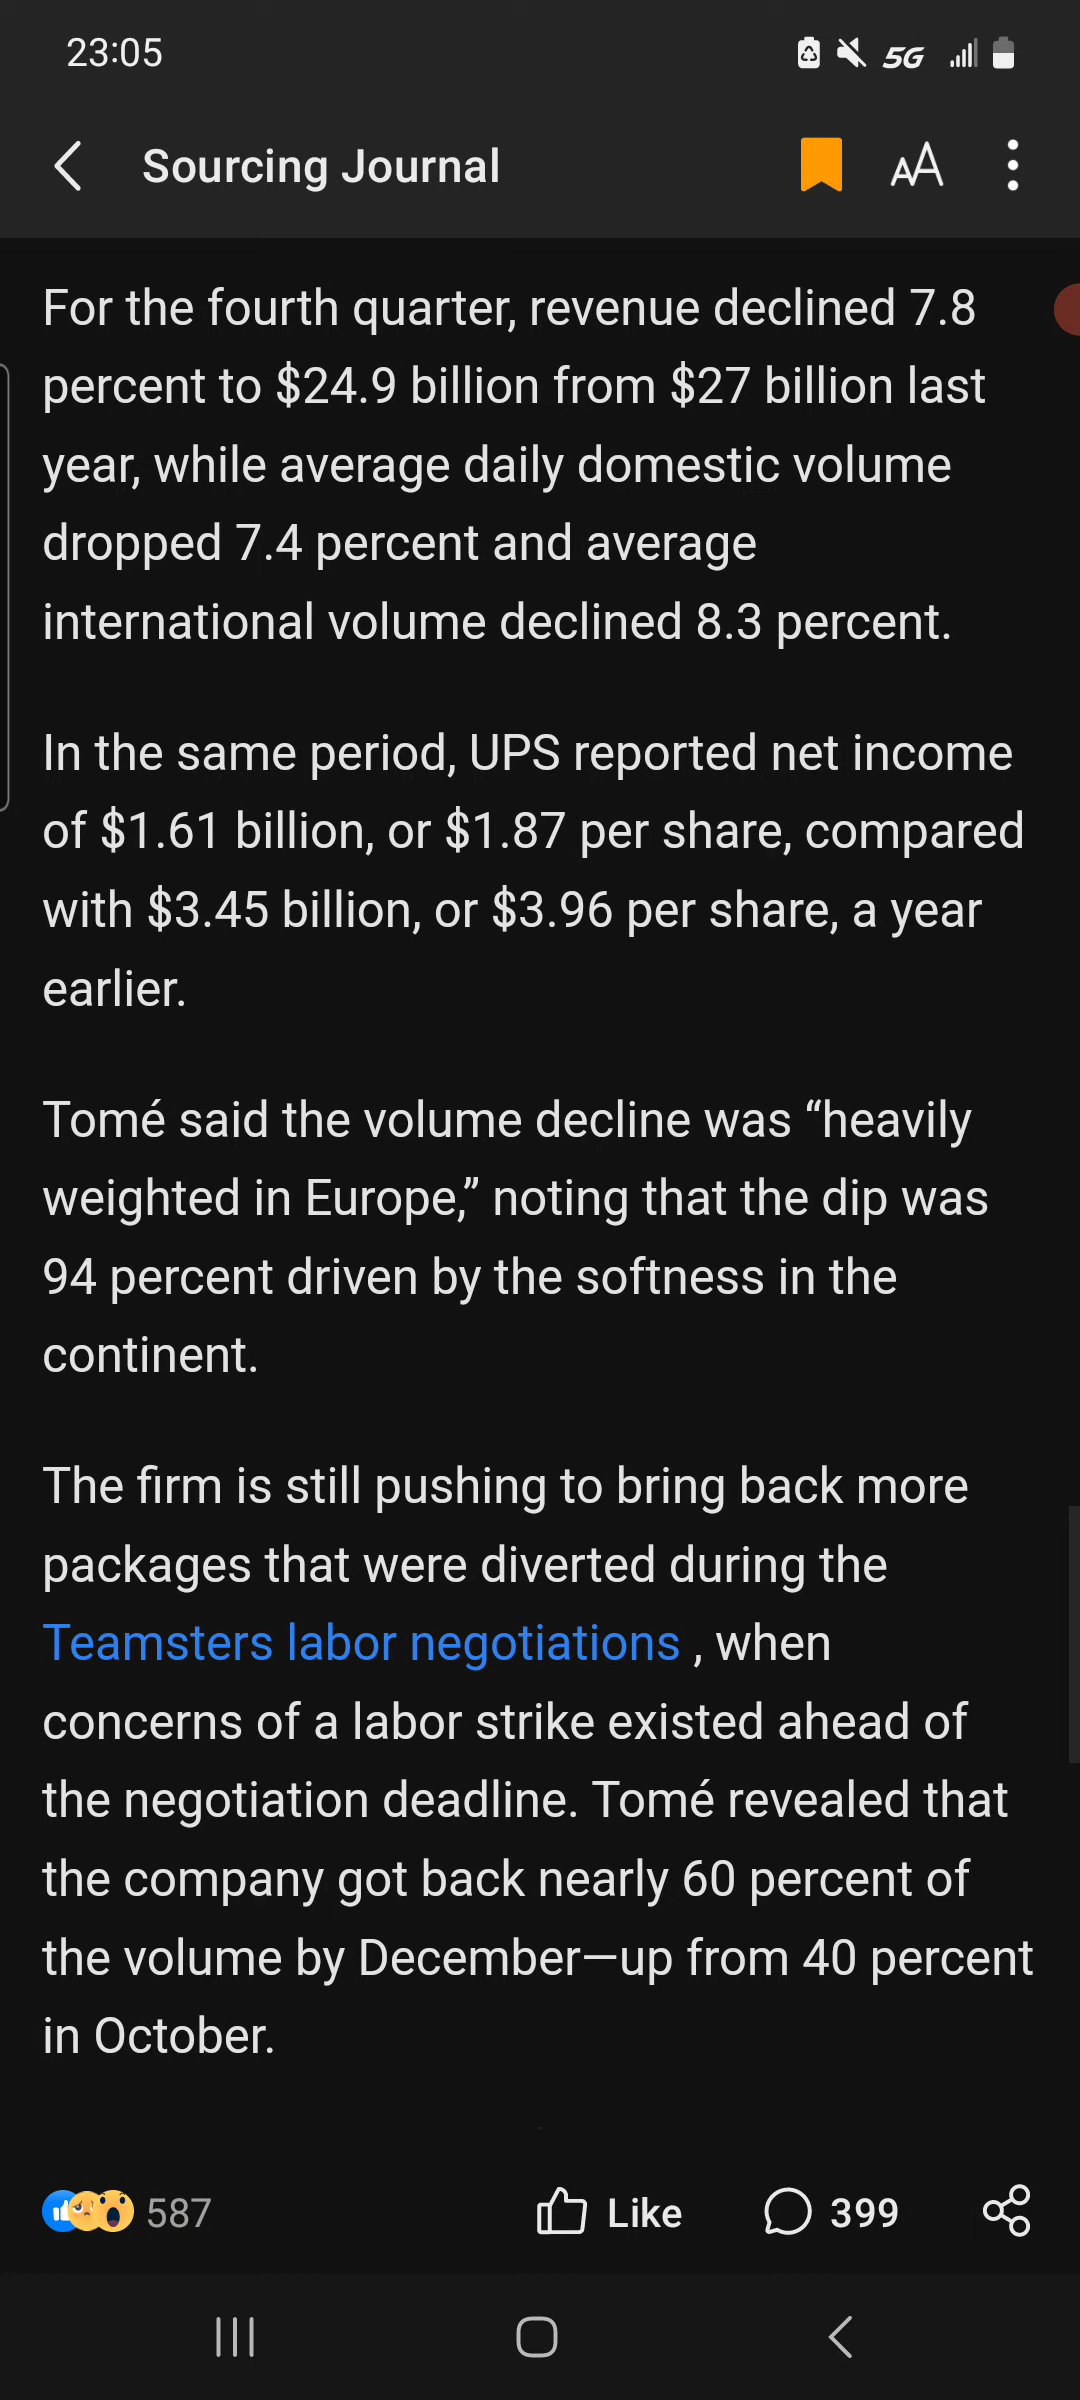 23:05
5G
Sourcing Journal
AA
For the fourth quarter, revenue declined 7.8
percent to $24.9 billion from $27 billion last
year, while average daily domestic volume
dropped 7.4 percent and average
international volume declined 8.3 percent.
In the same period, UPS reported net income
of $1.61 billion, or $1.87 per share, compared
with $3.45 billion, or $3.96 per share, a year
earlier.
Tomé said the volume decline was “heavily
weighted in Europe,” noting that the dip was
94 percent driven by the softness in the
continent.
The firm is still pushing to bring back more
packages that were diverted during the
Teamsters labor negotiations , when
concerns of a labor strike existed ahead of
the negotiation deadline. Tomé revealed that
the company got back nearly 60 percent of
the volume by December—up from 40 percent
in October.
587
Like
399